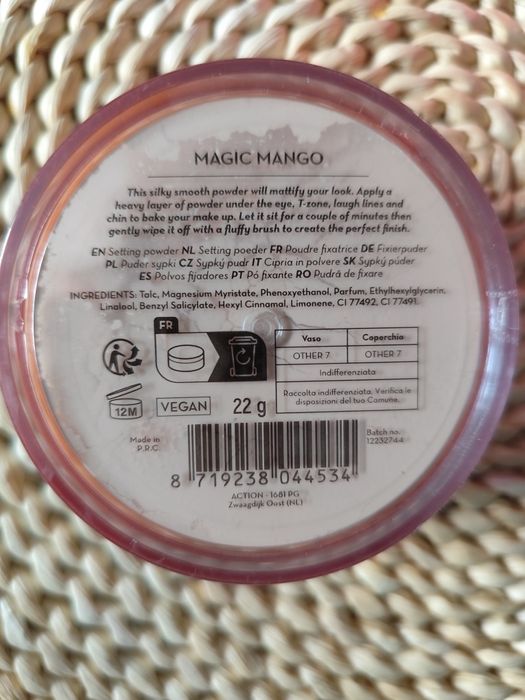 MAGIC MANGO
This silky smooth powder will mattify your look. Apply a
heavy layer of powder under the eye, T-zone, laugh lines and
chin to bake your make up. Let it sit for a couple of minutes then
gently wipe it off with a fluffy brush to create the perfect finish.
EN Setting powder NL Setting poeder FR Poudre fixatrice DE Fixierpuder
PL Puder sypki CZ Sypký pudr IT Cipria in polvere SK Sypký púder
ES Polvos fijadores PT Pó fixante RO Pudră de fixare
INGREDIENTS: Talc, Magnesium Myristate, Phenoxyethanol, Parfum, Ethylhexylglycerin,
Linalool, Benzyl Salicylate, Hexyl Cinnamal, Limonene, CI 77492, CI 77491.
FR
Vaso Coperchio
OTHER 7 OTHER 7
Indifferenziata
Raccolta indifferenziata. Verifica le
disposizioni del tuo Comune.
12M VEGAN 22 g
Made in
P.R.C.
Batch no.
12232744
8 719238 044534
ACTION - 1681 PG
Zwaagdijk Oost (NL)